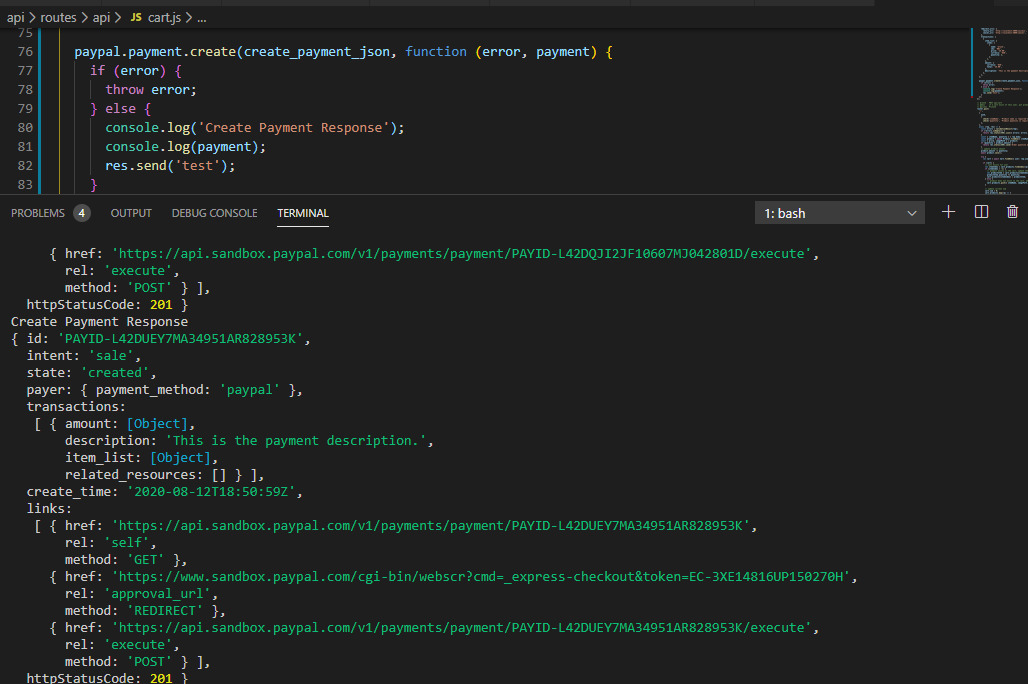 api > routes > api > JS cart.js > ...
75
76 paypal.payment.create(create_payment_json, function (error, payment) {
77 if (error) {
78 throw error;
79 } else {
80 console.log('Create Payment Response');
81 console.log(payment);
82 res.send('test');
83 }
PROBLEMS 4 OUTPUT DEBUG CONSOLE TERMINAL 1: bash
{ href: 'https://api.sandbox.paypal.com/v1/payments/payment/PAYID-L42DQJI2JF10607MJ042801D/execute',
rel: 'execute',
method: 'POST' } ],
httpStatusCode: 201 }
Create Payment Response
{ id: 'PAYID-L42DUEY7MA34951AR828953K',
intent: 'sale',
state: 'created',
payer: { payment_method: 'paypal' },
transactions:
[ { amount: [Object],
description: 'This is the payment description.',
item_list: [Object],
related_resources: [] } ],
create_time: '2020-08-12T18:50:59Z',
links:
[ { href: 'https://api.sandbox.paypal.com/v1/payments/payment/PAYID-L42DUEY7MA34951AR828953K',
rel: 'self',
method: 'GET' },
{ href: 'https://www.sandbox.paypal.com/cgi-bin/webscr?cmd=_express-checkout&token=EC-3XE14816UP150270H',
rel: 'approval_url',
method: 'REDIRECT' },
{ href: 'https://api.sandbox.paypal.com/v1/payments/payment/PAYID-L42DUEY7MA34951AR828953K/execute',
rel: 'execute',
method: 'POST' } ],
httpStatusCode: 201 }